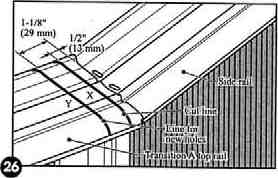 1-1/8"
(29 mm)
1/2"
(13 mm)
Side rail
X
Y
Cut line
Line for
new holes
Transition A top rail
26